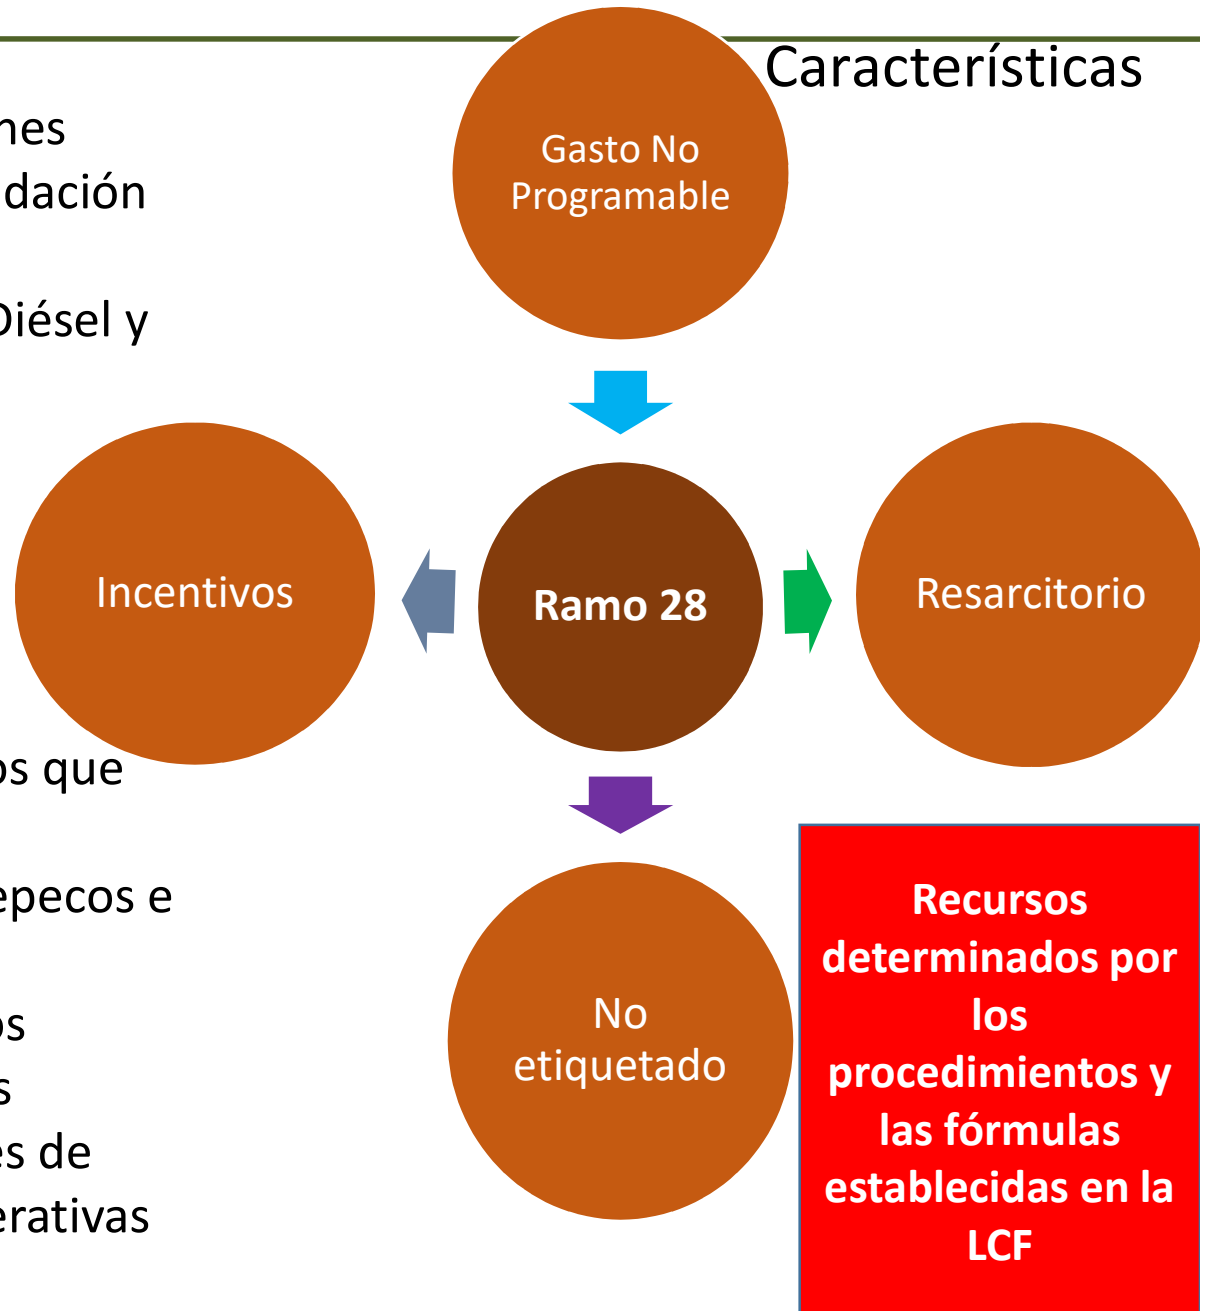 Características
nes
dación
Diésel y
Gasto No
Programable
Incentivos
Ramo 28
Resarcitorio
os que
epecos e
os
s
es de
erativas
No
etiquetado
Recursos
determinados por
los
procedimientos y
las fórmulas
establecidas en la
LCF